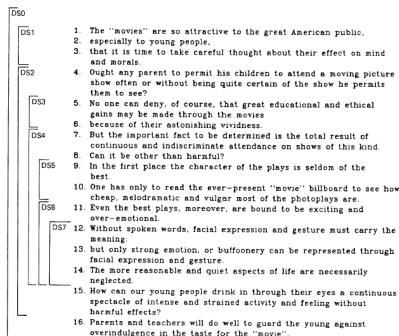 DS0
DS1
1. The "movies" are so attractive to the great American public,
2. especially to young people,
3. that it is time to take careful thought about their effect on mind
and morals.
DS2
4. Ought any parent to permit his children to attend a moving picture
show often or without being quite certain of the show he permits
them to see?
DS3
5. No one can deny, of course, that great educational and ethical
gains may be made through the movies
6. because of their astonishing vividness.
DS4
7. But the important fact to be determined is the total result of
continuous and indiscriminate attendance on shows of this kind.
8. Can it be other than harmful?
DS5
9. In the first place the character of the plays is seldom of the
best.
10. One has only to read the ever-present "movie" billboard to see how
cheap, melodramatic and vulgar most of the photoplays are.
DS6
11. Even the best plays, moreover, are bound to be exciting and
over-emotional.
DS7
12. Without spoken words, facial expression and gesture must carry the
meaning:
13. but only strong emotion, or buffoonery can be represented through
facial expression and gesture.
14. The more reasonable and quiet aspects of life are necessarily
neglected.
15. How can our young people drink in through their eyes a continuous
spectacle of intense and strained activity and feeling without
harmful effects?
16. Parents and teachers will do well to guard the young against
overindulgence in the taste for the "movie".